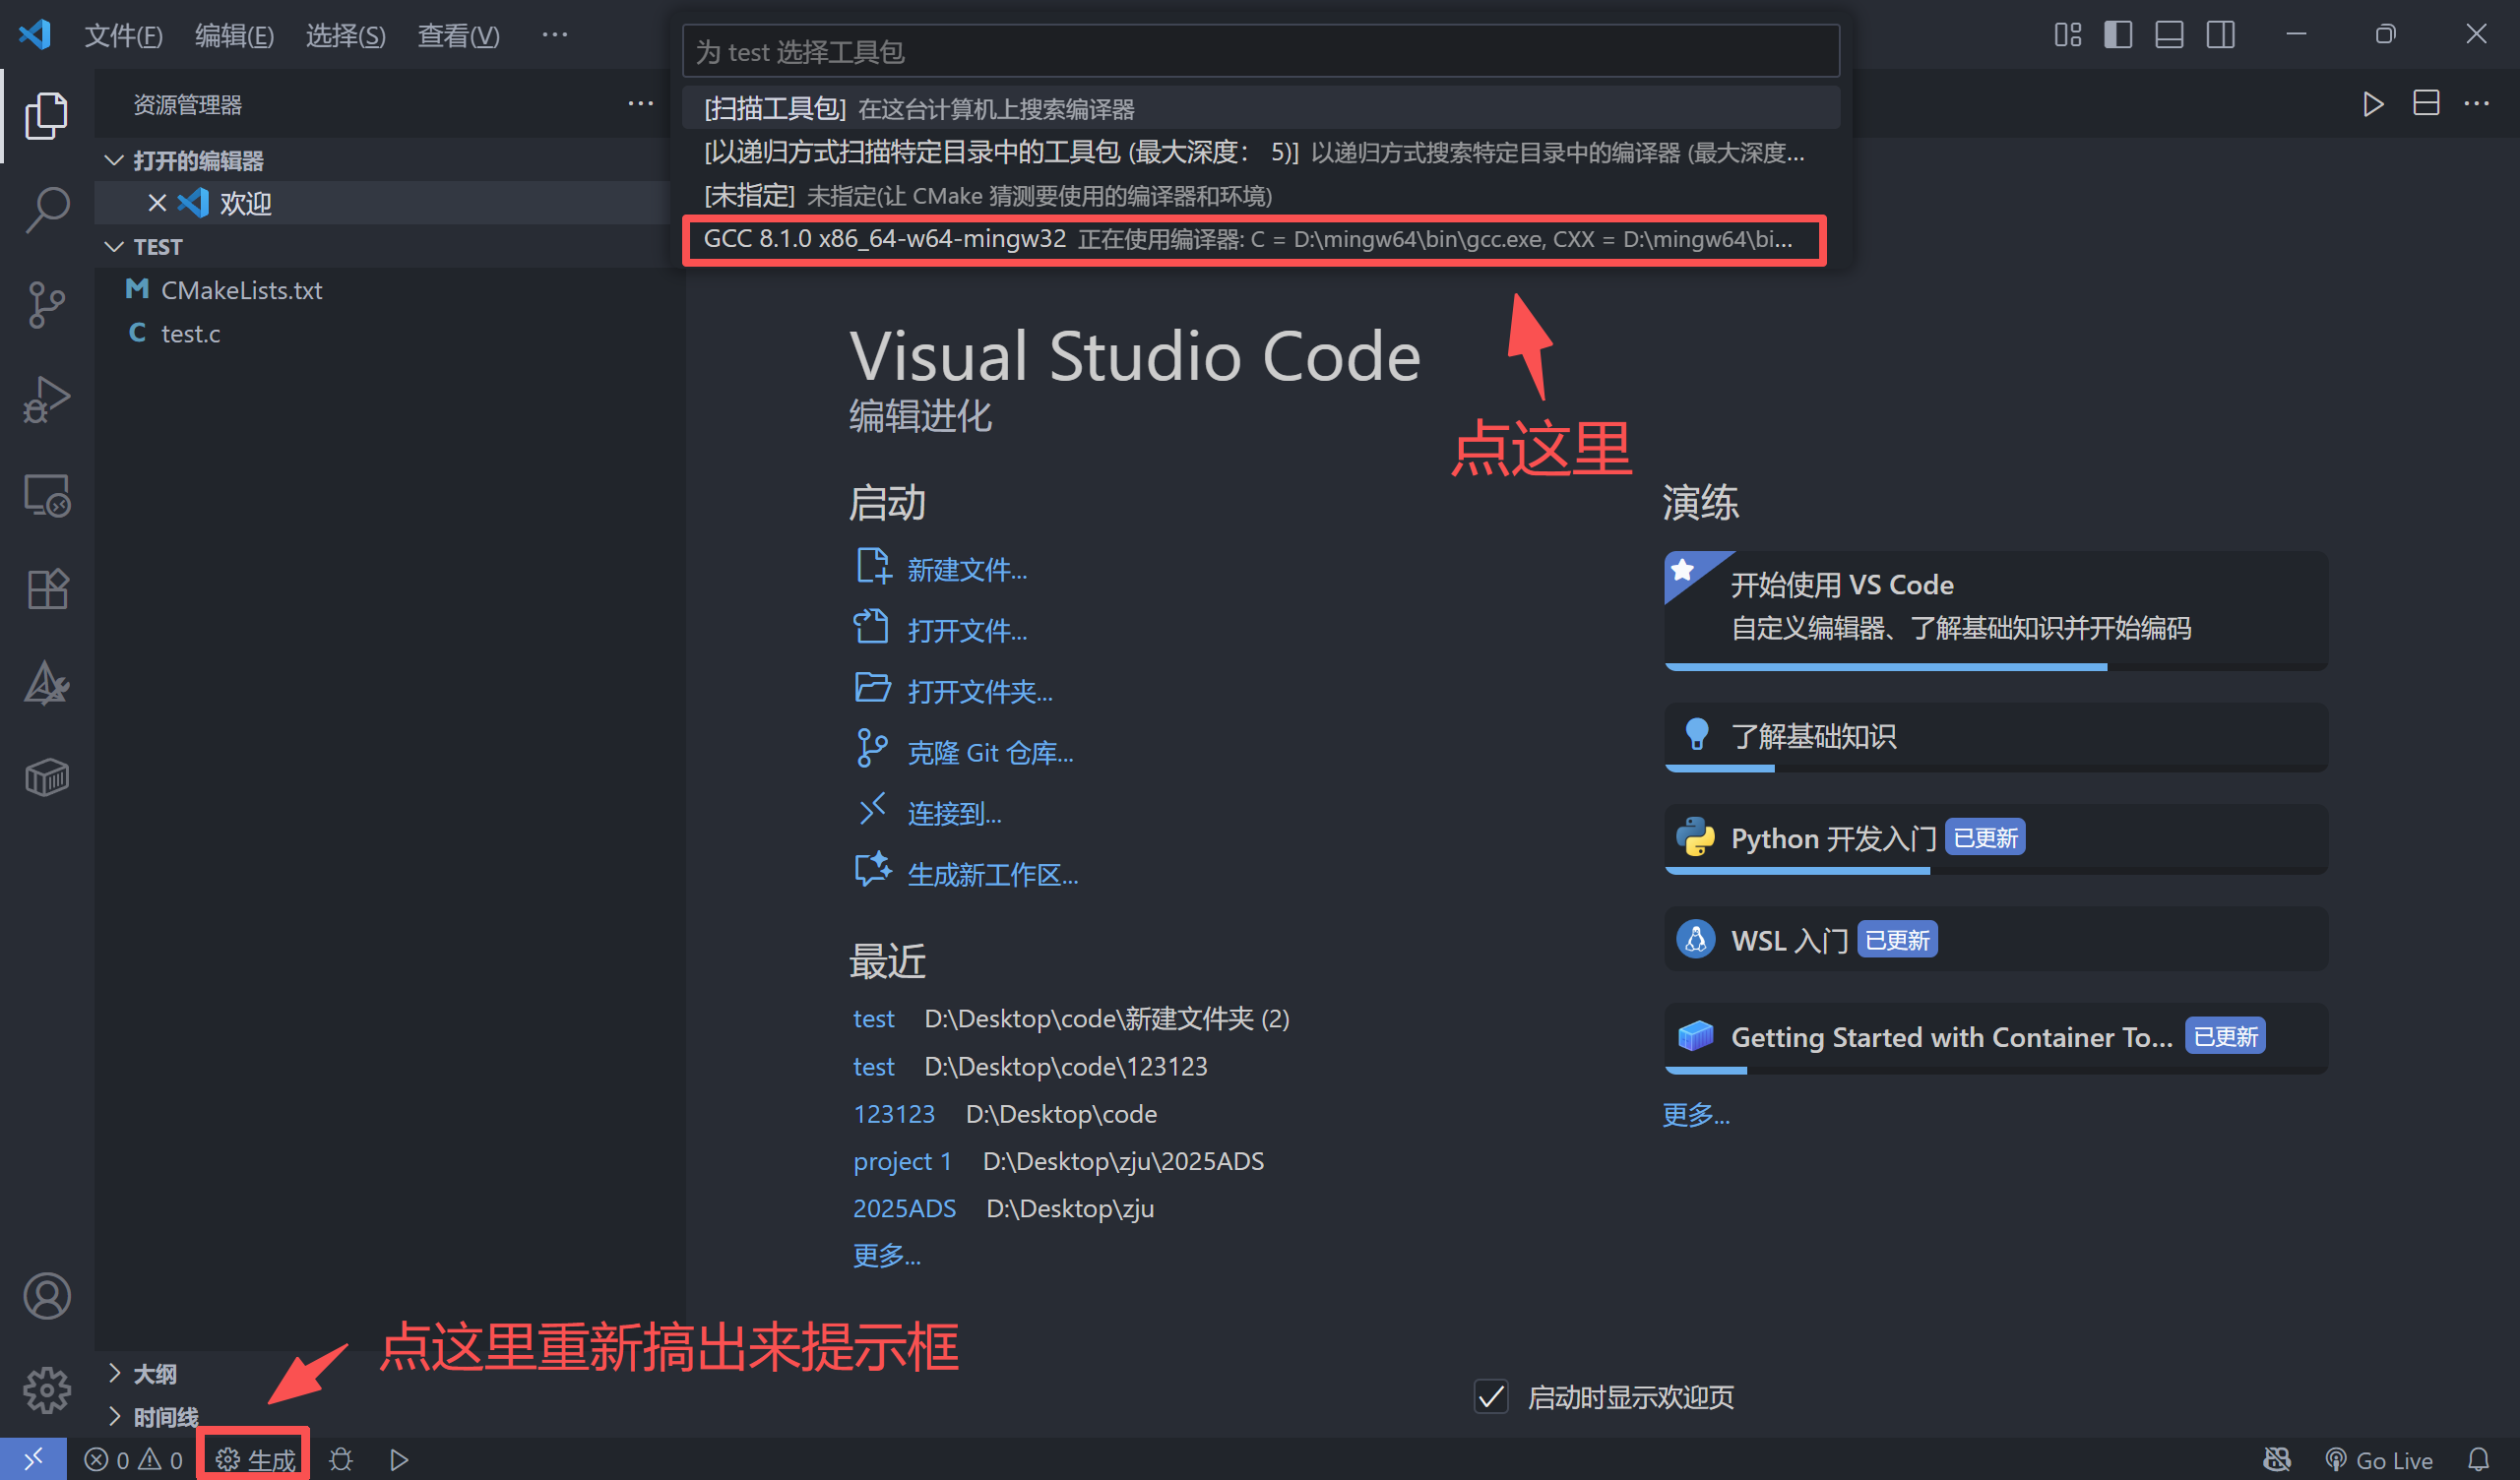 文件(F) 编辑(E) 选择(S) 查看(V) ···
为 test 选择工具包
[扫描工具包] 在这台计算机上搜索编译器
[以递归方式扫描特定目录中的工具包 (最大深度： 5)] 以递归方式搜索特定目录中的编译器 (最大深度...
[未指定] 未指定(让 CMake 猜测要使用的编译器和环境)
GCC 8.1.0 x86_64-w64-mingw32 正在使用编译器: C = D:\mingw64\bin\gcc.exe, CXX = D:\mingw64\bi...
资源管理器
打开的编辑器
欢迎
TEST
M CMakeLists.txt
C test.c
点这里
Visual Studio Code
编辑进化
启动
新建文件...
打开文件...
打开文件夹...
克隆 Git 仓库...
连接到...
生成新工作区...
最近
test D:\Desktop\code\新建文件夹 (2)
test D:\Desktop\code\123123
123123 D:\Desktop\code
project 1 D:\Desktop\zju\2025ADS
2025ADS D:\Desktop\zju
更多...
演练
开始使用 VS Code
自定义编辑器、了解基础知识并开始编码
了解基础知识
Python 开发入门 已更新
WSL 入门 已更新
Getting Started with Container To... 已更新
更多...
点这里重新搞出来提示框
启动时显示欢迎页
大纲
时间线
0 0 生成
Go Live